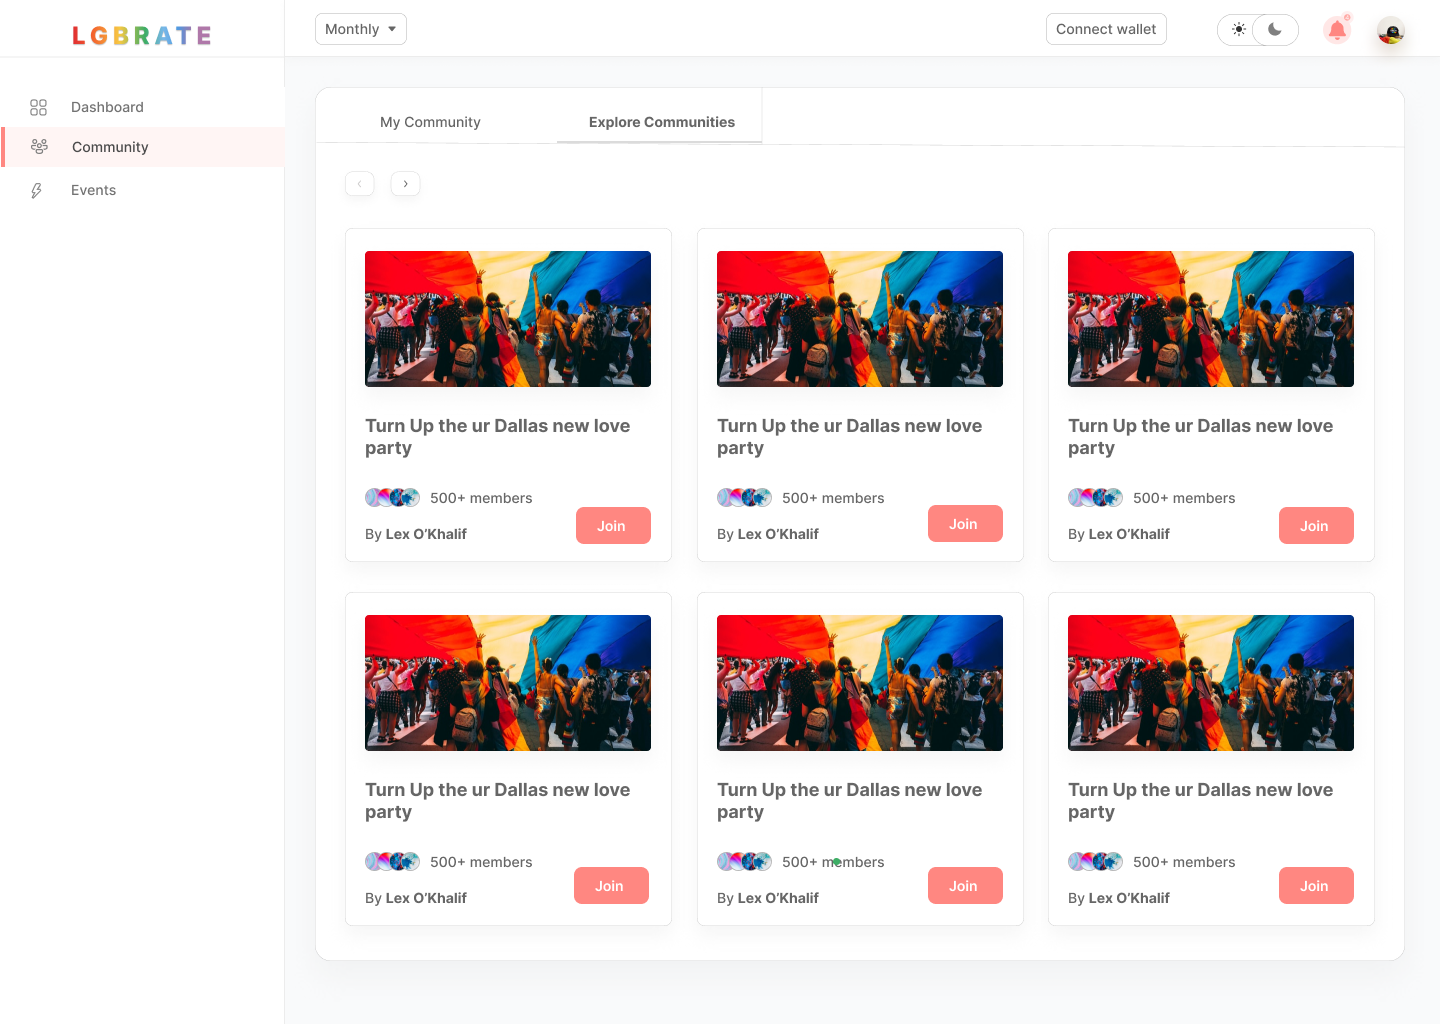 LGBRATE
Monthly
Connect wallet
Dashboard
Community
Events
My Community
Explore Communities
Turn Up the ur Dallas new love
party
500+ members
By Lex O’Khalif
Join
Turn Up the ur Dallas new love
party
500+ members
By Lex O’Khalif
Join
Turn Up the ur Dallas new love
party
500+ members
By Lex O’Khalif
Join
Turn Up the ur Dallas new love
party
500+ members
By Lex O’Khalif
Join
Turn Up the ur Dallas new love
party
500+ members
By Lex O’Khalif
Join
Turn Up the ur Dallas new love
party
500+ members
By Lex O’Khalif
Join